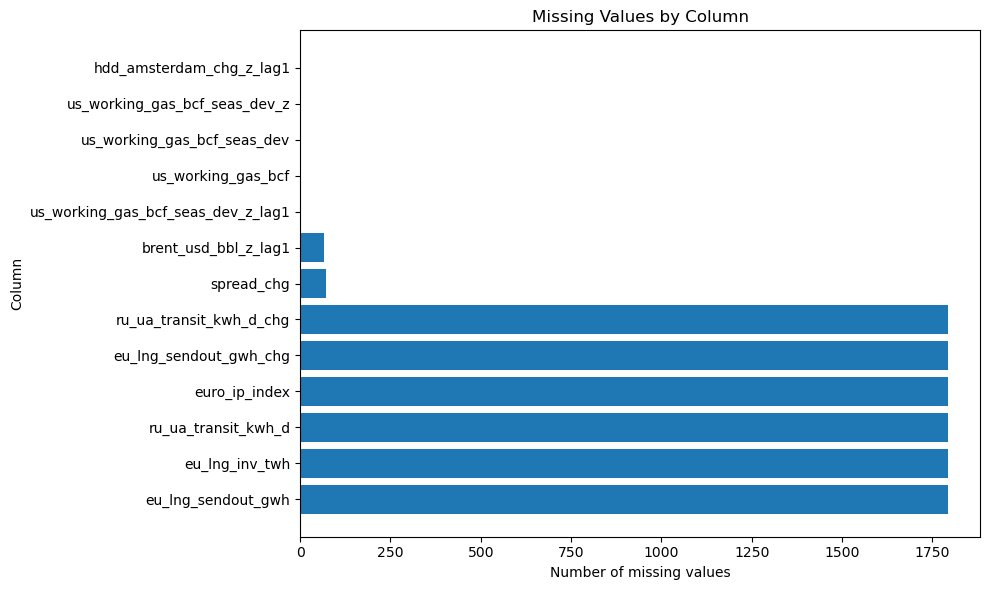 Missing Values by Column
Column
hdd_amsterdam_chg_z_lag1
us_working_gas_bcf_seas_dev_z
us_working_gas_bcf_seas_dev
us_working_gas_bcf
us_working_gas_bcf_seas_dev_z_lag1
brent_usd_bbl_z_lag1
spread_chg
ru_ua_transit_kwh_d_chg
eu_lng_sendout_gwh_chg
euro_ip_index
ru_ua_transit_kwh_d
eu_lng_inv_twh
eu_lng_sendout_gwh
0 250 500 750 1000 1250 1500 1750
Number of missing values